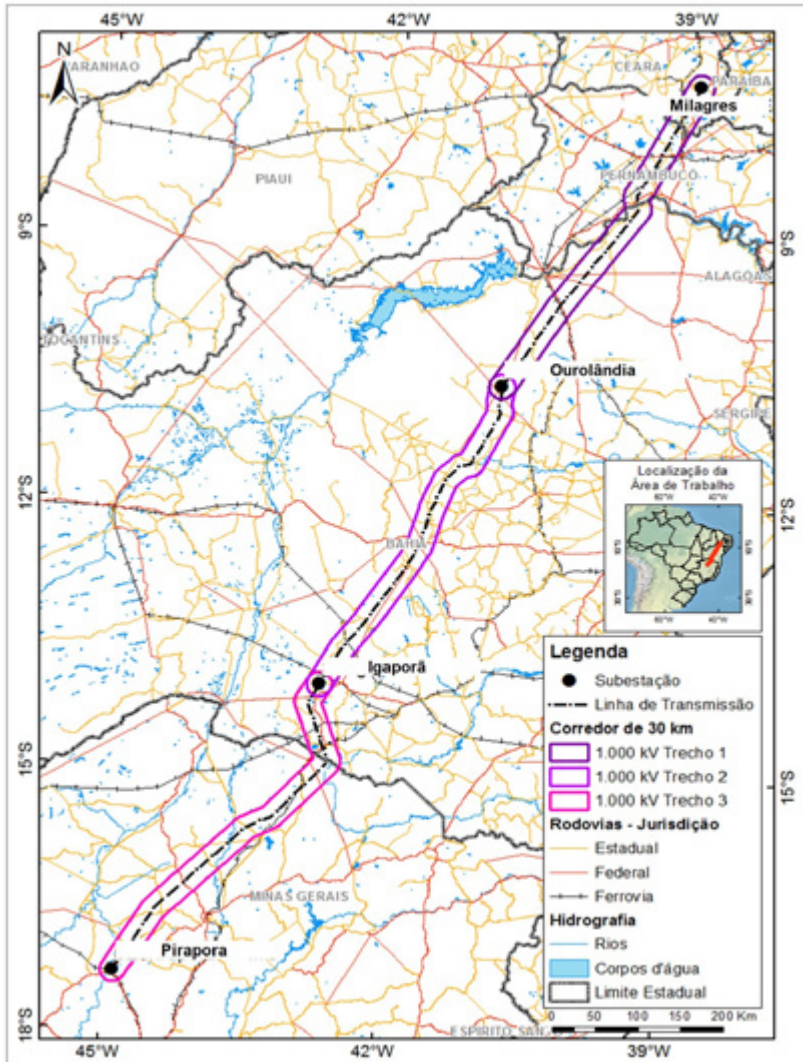 45°W 42°W 39°W
N
VARANHAO
CEARA
PARAIBA
Milagres
PIAUI
PERNAMBUCO
9°S 9°S
ALAGOAS
TOCANTINS
Ourolândia
SERGIPE
Localização da
Área de Trabalho
12°S 12°S
BAHIA
Igaporã
Legenda
Subestação
Linha de Transmissão
Corredor de 30 km
1.000 kV Trecho 1
1.000 kV Trecho 2
1.000 kV Trecho 3
15°S 15°S
Rodovias - Jurisdição
Estadual
Federal
Ferrovia
MINAS GERAIS
Hidrografia
Rios
Corpos d'água
Limite Estadual
Pirapora
0 50 100 150 200 Km
18°S
ESPIRITO SAN
45°W 42°W 39°W